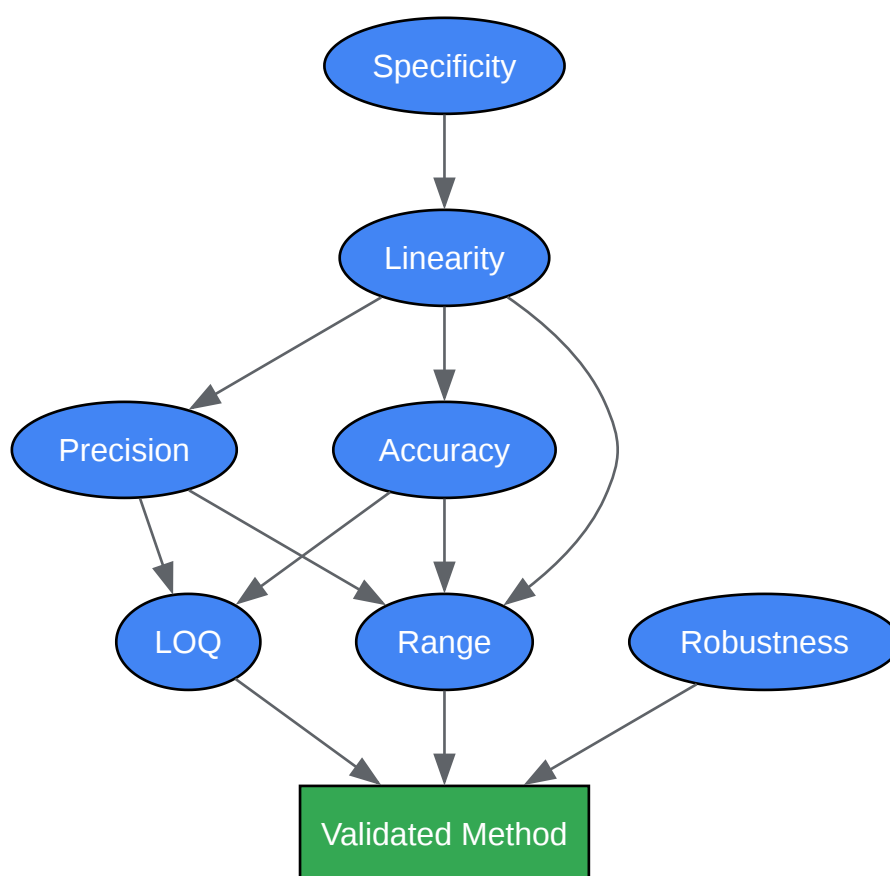 Specificity
Linearity
Precision
Accuracy
LOQ
Range
Robustness
Validated Method